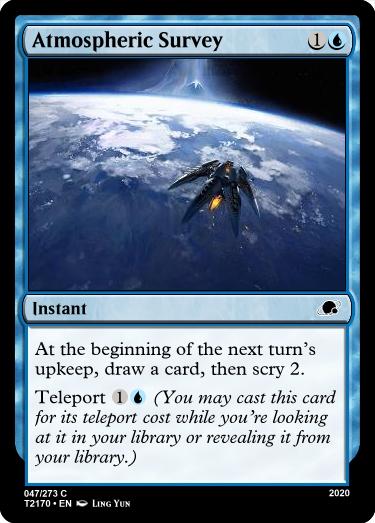 Atmospheric Survey 1
Instant
At the beginning of the next turn's
upkeep, draw a card, then scry 2.
Teleport 1 (You may cast this card
for its teleport cost while you're looking
at it in your library or revealing it from
your library.)
047/273 C 2020
T2170 • EN Ling Yun